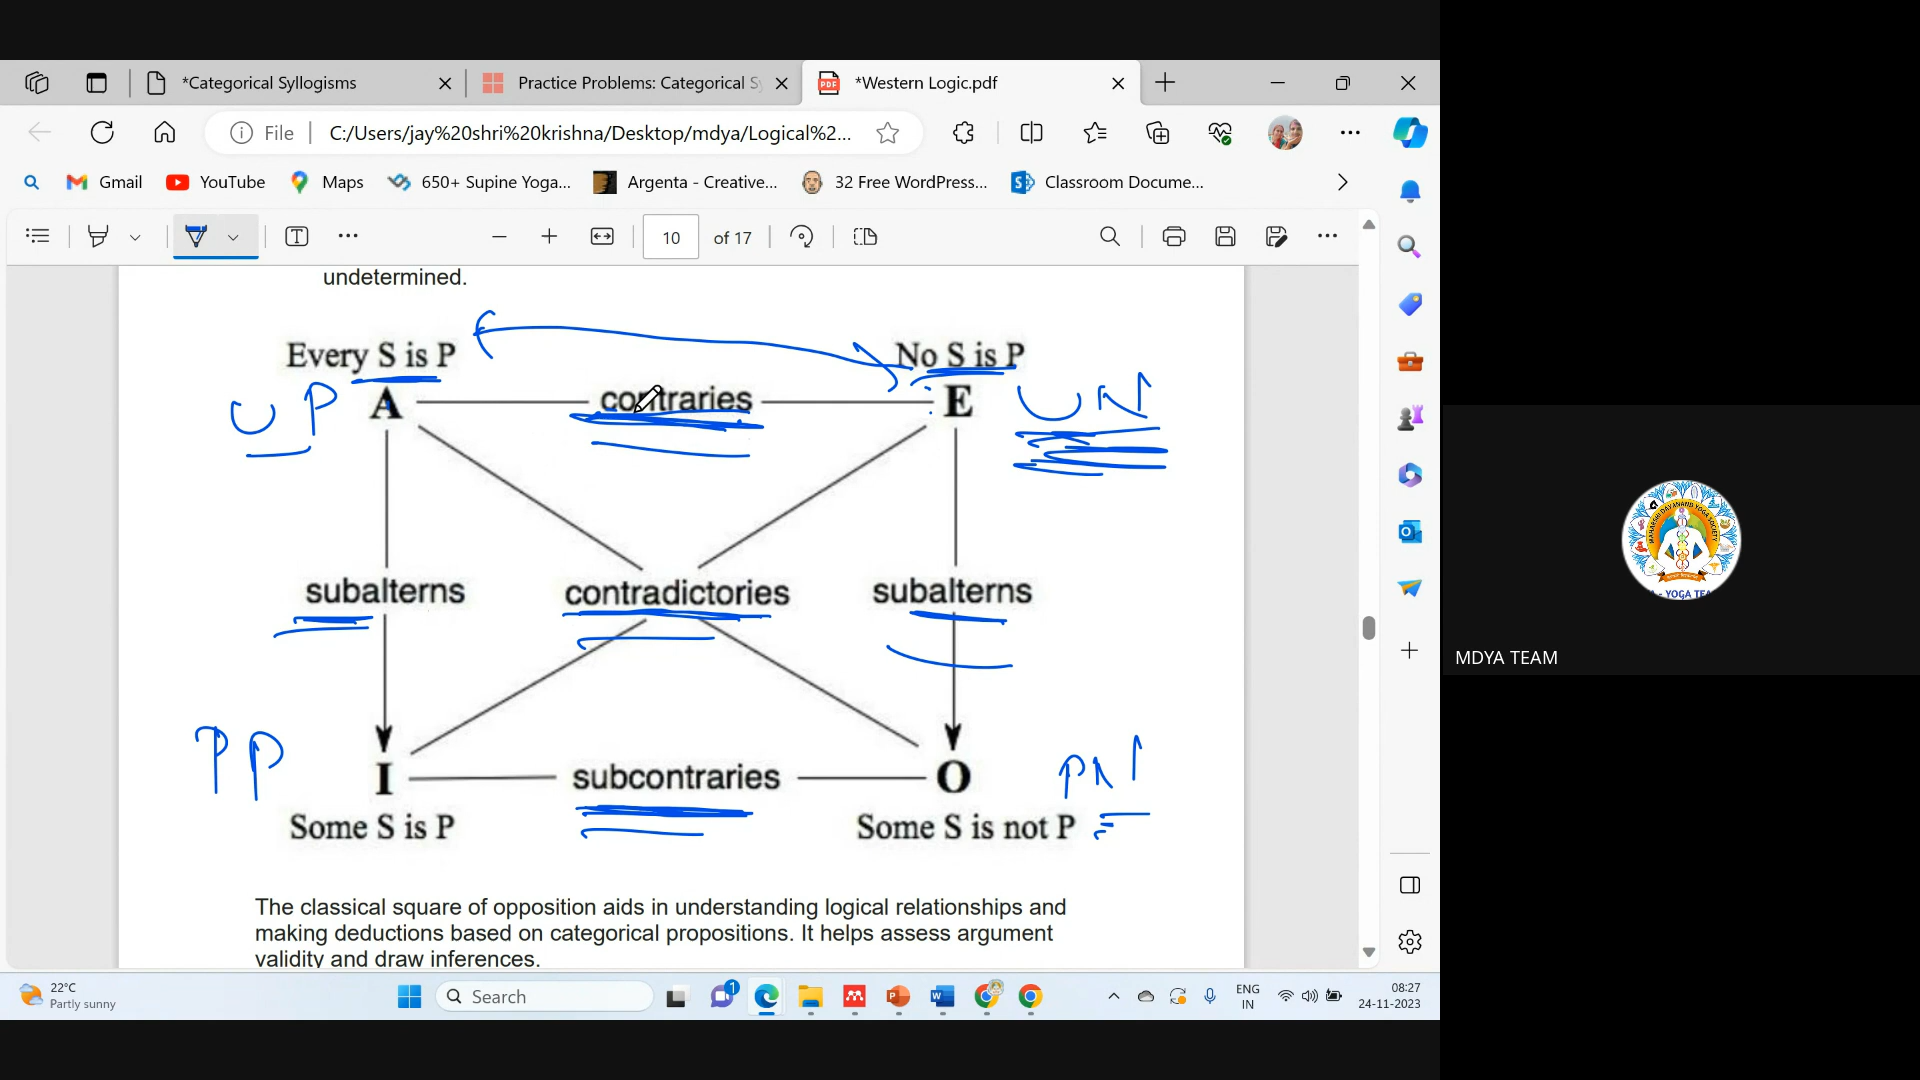 *Categorical Syllogisms
Practice Problems: Categorical Sy
*Western Logic.pdf
File
C:/Users/jay%20shri%20krishna/Desktop/mdya/Logical%2...
Gmail
YouTube
Maps
650+ Supine Yoga...
Argenta - Creative...
32 Free WordPress...
Classroom Docume...
10 of 17
undetermined.
Every S is P
No S is P
U P
A
contraries
E
U N
subalterns
contradictories
subalterns
P P
I
subcontraries
O
PN
Some S is P
Some S is not P
The classical square of opposition aids in understanding logical relationships and
making deductions based on categorical propositions. It helps assess argument
validity and draw inferences.
MDYA TEAM
22°C
Partly sunny
Search
1
ENG
IN
08:27
24-11-2023